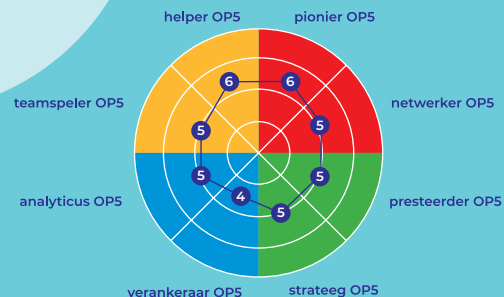 helper OP5
pionier OP5
6
6
teamspeler OP5
netwerker OP5
5
5
analyticus OP5
presteerder OP5
5
5
4
5
verankeraar OP5
strateeg OP5